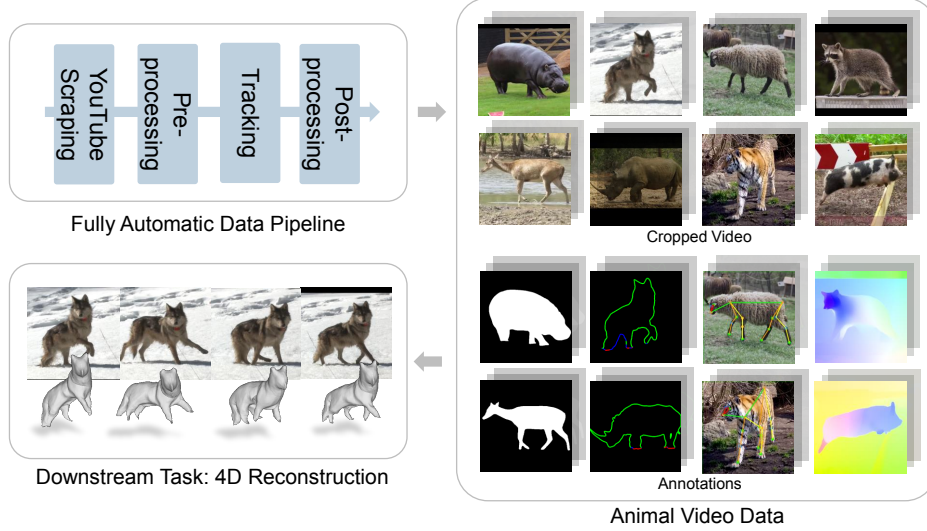 YouTube
Scraping
Pre-
processing
Tracking
Post-
processing
Fully Automatic Data Pipeline
Cropped Video
Downstream Task: 4D Reconstruction
Annotations
Animal Video Data